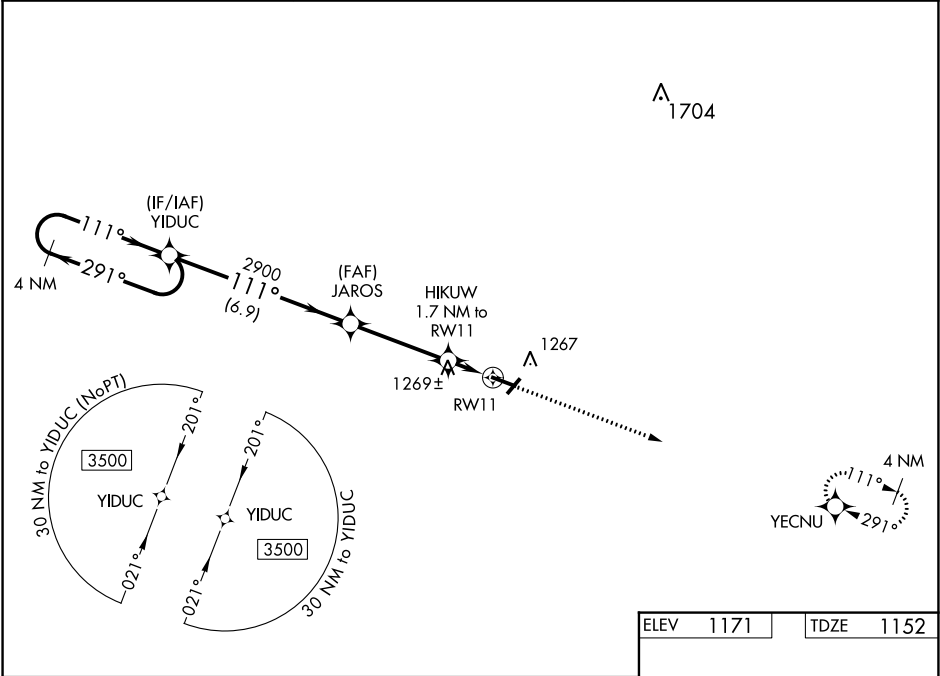 1704
(IF/IAF)
YIDUC
111°
291°
4 NM
2900
111°
(6.9)
(FAF)
JAROS
HIKUW
1.7 NM to
RW11
1267
1269±
RW11
30 NM to YIDUC (NoPT)
201°
3500
YIDUC
021°
201°
YIDUC
3500
021°
30 NM to YIDUC
4 NM
111°
291°
YECNU
ELEV 1171
TDZE 1152